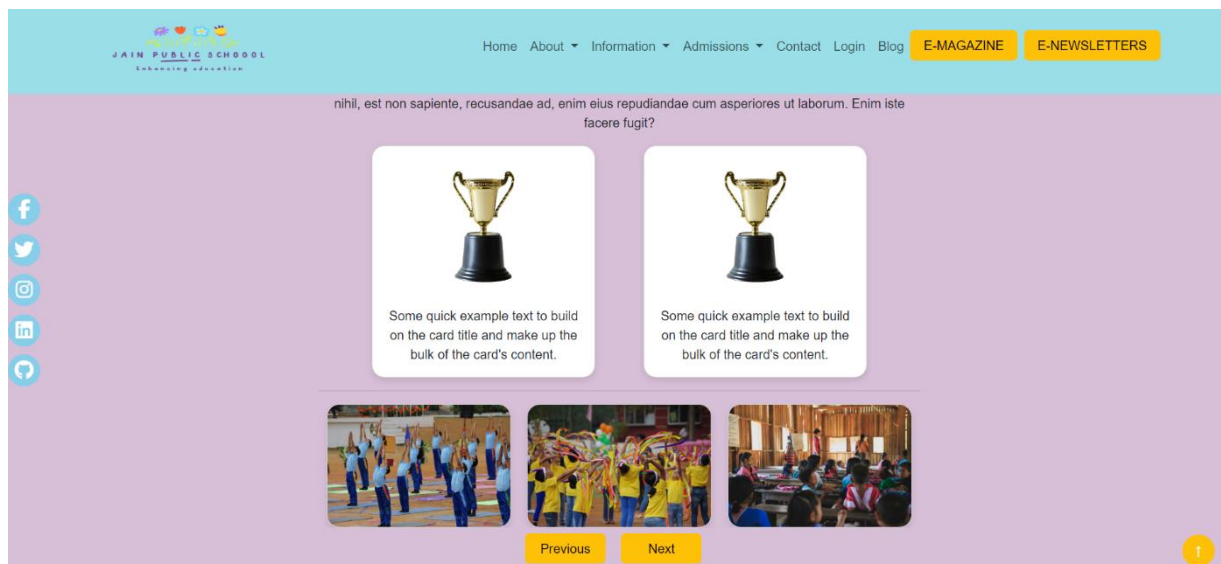 JAIN PUBLIC SCHOOOL
Enhancing education
Home About Information Admissions Contact Login Blog E-MAGAZINE E-NEWSLETTERS
nihil, est non sapiente, recusandae ad, enim eius repudiandae cum asperiores ut laborum. Enim iste
facere fugit?
Some quick example text to build
on the card title and make up the
bulk of the card's content.
Some quick example text to build
on the card title and make up the
bulk of the card's content.
Previous Next